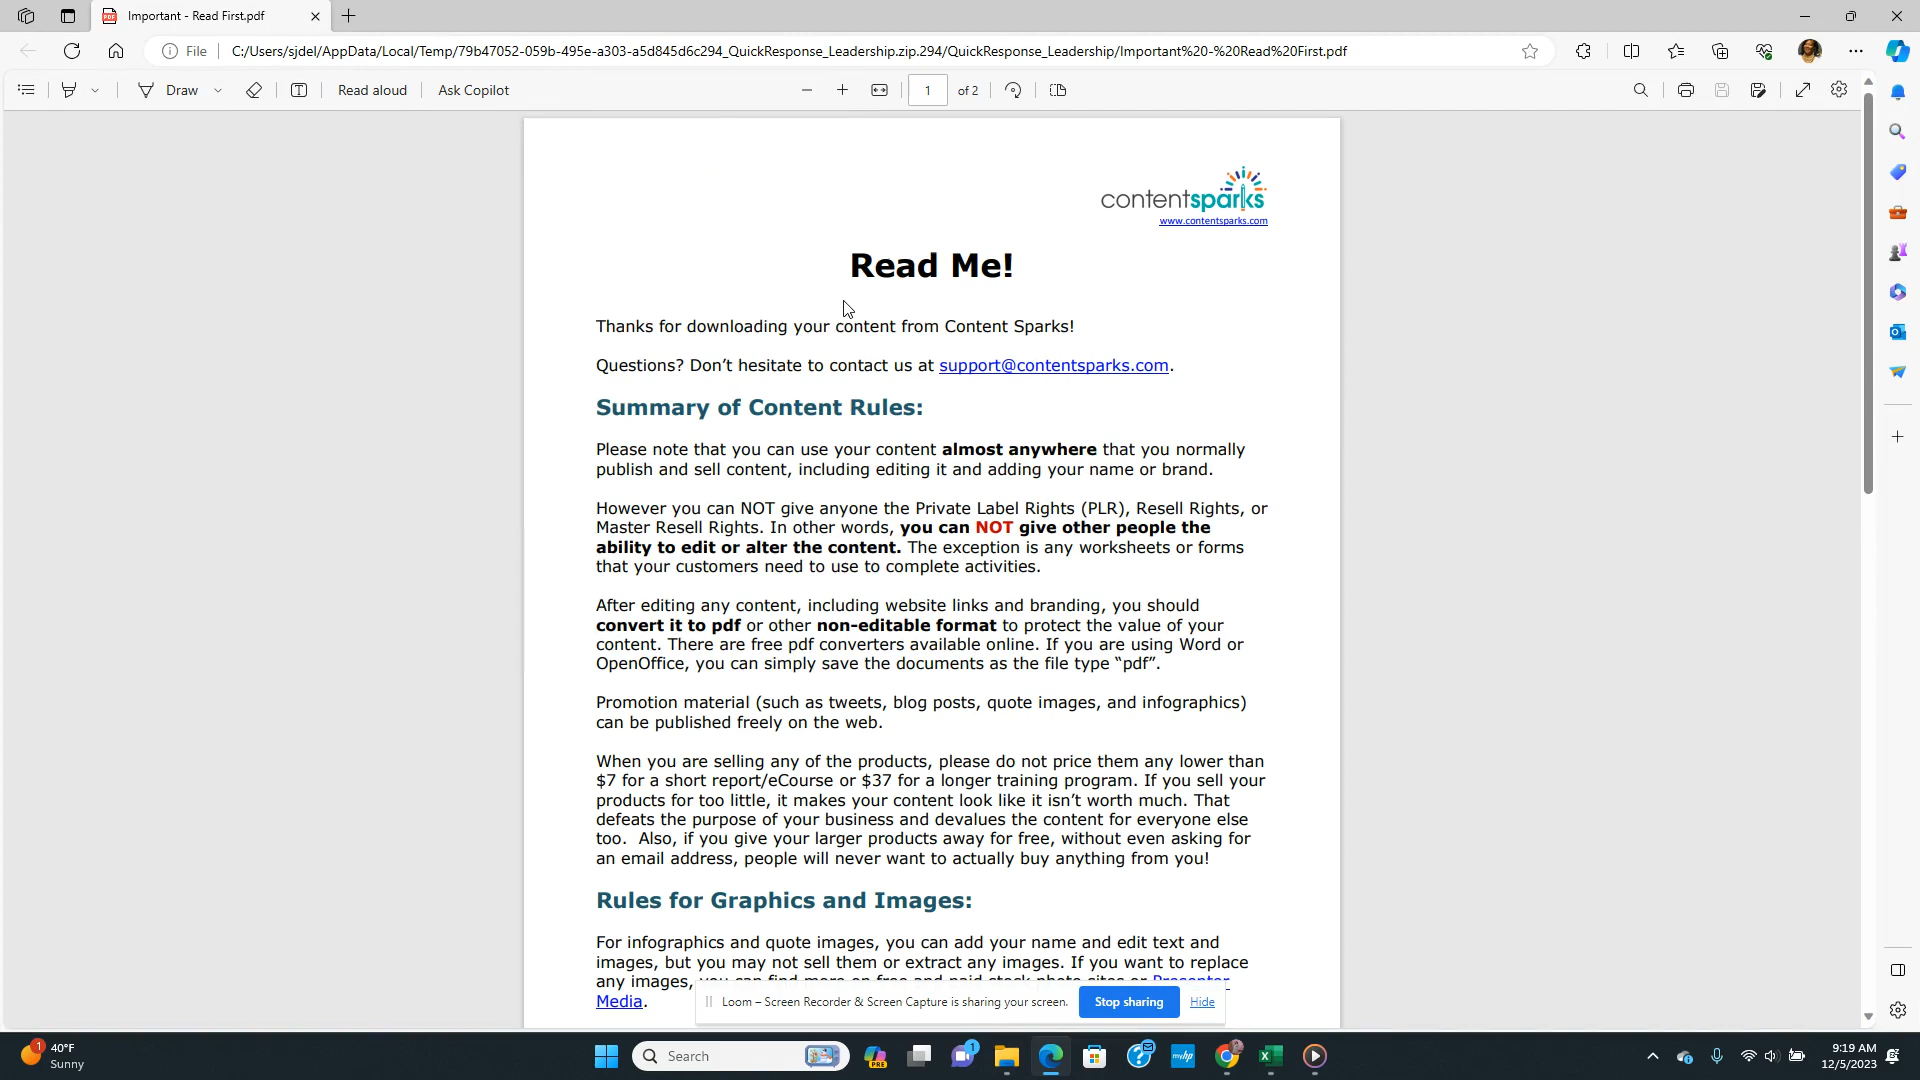 Important - Read First.pdf
File
C:/Users/sjdel/AppData/Local/Temp/79b47052-059b-495e-a303-a5d845d6c294_QuickResponse_Leadership.zip.294/QuickResponse_Leadership/Important%20-%20Read%20First.pdf
Draw
Read aloud
Ask Copilot
1 of 2
contentsparks
www.contentsparks.com
Read Me!
Thanks for downloading your content from Content Sparks!
Questions? Don’t hesitate to contact us at support@contentsparks.com.
Summary of Content Rules:
Please note that you can use your content almost anywhere that you normally
publish and sell content, including editing it and adding your name or brand.
However you can NOT give anyone the Private Label Rights (PLR), Resell Rights, or
Master Resell Rights. In other words, you can NOT give other people the
ability to edit or alter the content. The exception is any worksheets or forms
that your customers need to use to complete activities.
After editing any content, including website links and branding, you should
convert it to pdf or other non-editable format to protect the value of your
content. There are free pdf converters available online. If you are using Word or
OpenOffice, you can simply save the documents as the file type “pdf”.
Promotion material (such as tweets, blog posts, quote images, and infographics)
can be published freely on the web.
When you are selling any of the products, please do not price them any lower than
$7 for a short report/eCourse or $37 for a longer training program. If you sell your
products for too little, it makes your content look like it isn’t worth much. That
defeats the purpose of your business and devalues the content for everyone else
too.  Also, if you give your larger products away for free, without even asking for
an email address, people will never want to actually buy anything from you!
Rules for Graphics and Images:
For infographics and quote images, you can add your name and edit text and
images, but you may not sell them or extract any images. If you want to replace
any images, you can find more on free and paid stock photo sites or Presenter
Media.
Loom – Screen Recorder & Screen Capture is sharing your screen.
Stop sharing
Hide
1
40°F
Sunny
Search
PRE
1
myhp
9:19 AM
12/5/2023